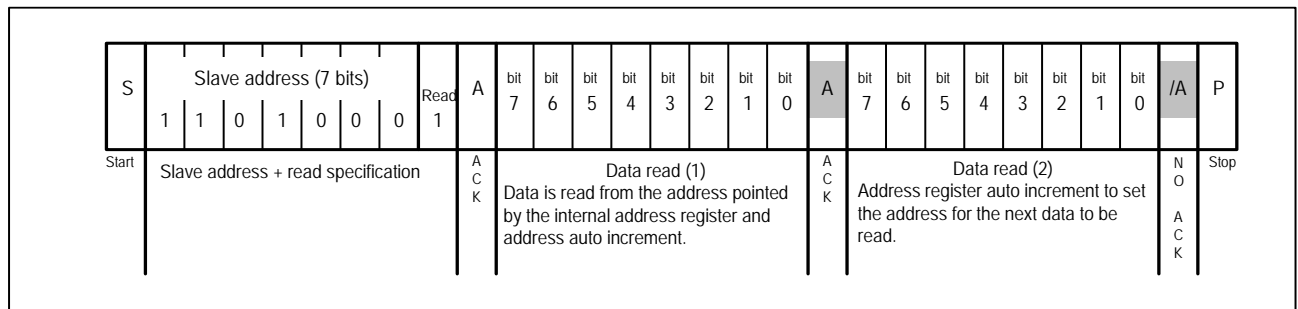 S
Slave address (7 bits)
1 1 0 1 0 0 0
Read
1
A
bit 7
bit 6
bit 5
bit 4
bit 3
bit 2
bit 1
bit 0
A
bit 7
bit 6
bit 5
bit 4
bit 3
bit 2
bit 1
bit 0
/A
P
Start
Slave address + read specification
ACK
Data read (1)
Data is read from the address pointed
by the internal address register and
address auto increment.
ACK
Data read (2)
Address register auto increment to set
the address for the next data to be
read.
NO ACK
Stop